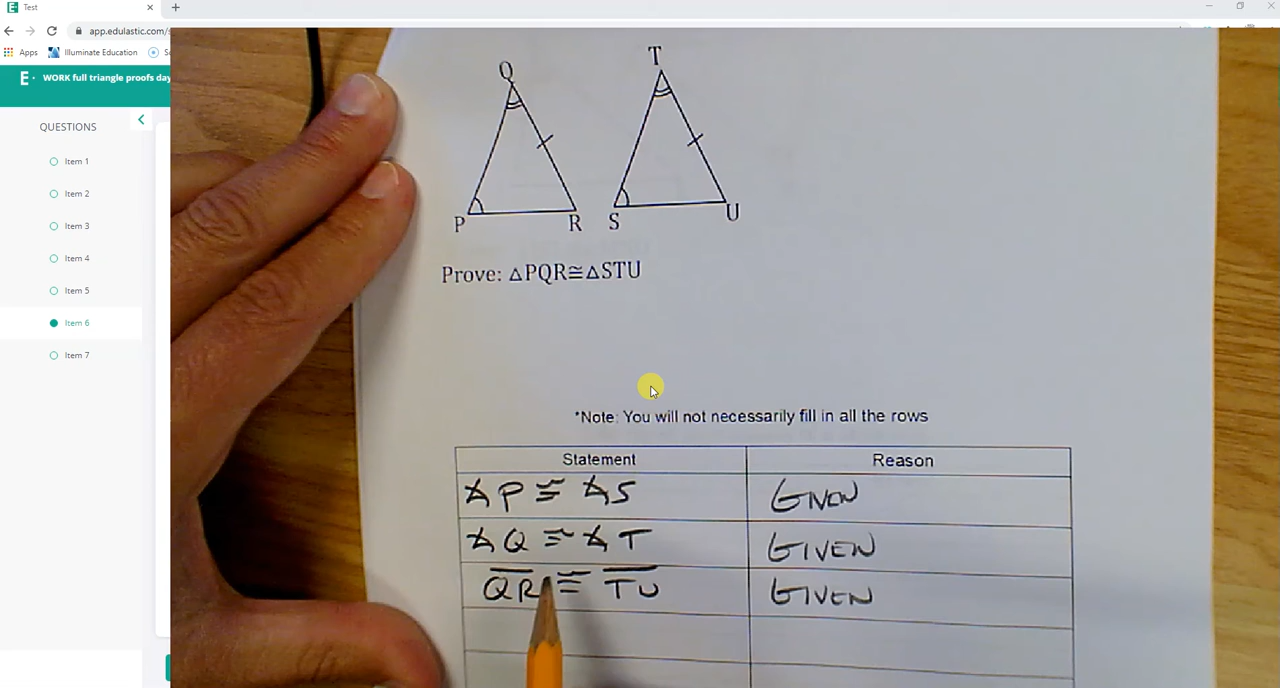 Test
app.edulastic.com/s
Apps Illuminate Education
E WORK full triangle proofs day
QUESTIONS
Item 1
Item 2
Item 3
Item 4
Item 5
Item 6
Item 7
Q T
P R S U
Prove: △PQR≅△STU
*Note: You will not necessarily fill in all the rows
Statement Reason
∡P ≅ ∡S GIVEN
∡Q ≅ ∡T GIVEN
Q̅R̅ ≅ T̅U̅ GIVEN